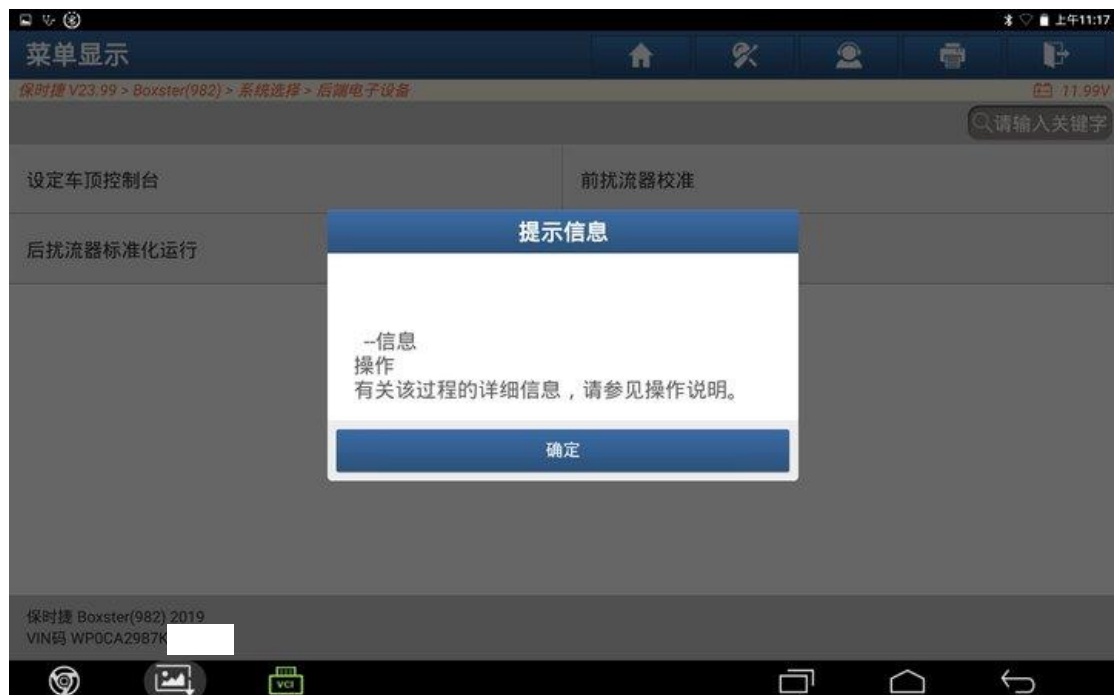 上午11:17
菜单显示
保时捷 V23.99 > Boxster(982) > 系统选择 > 后端电子设备
11.99V
请输入关键字
设定车顶控制台
前扰流器校准
后扰流器标准化运行
提示信息
--信息
操作
有关该过程的详细信息，请参见操作说明。
确定
保时捷 Boxster(982) 2019
VIN码 WP0CA2987K
VCI